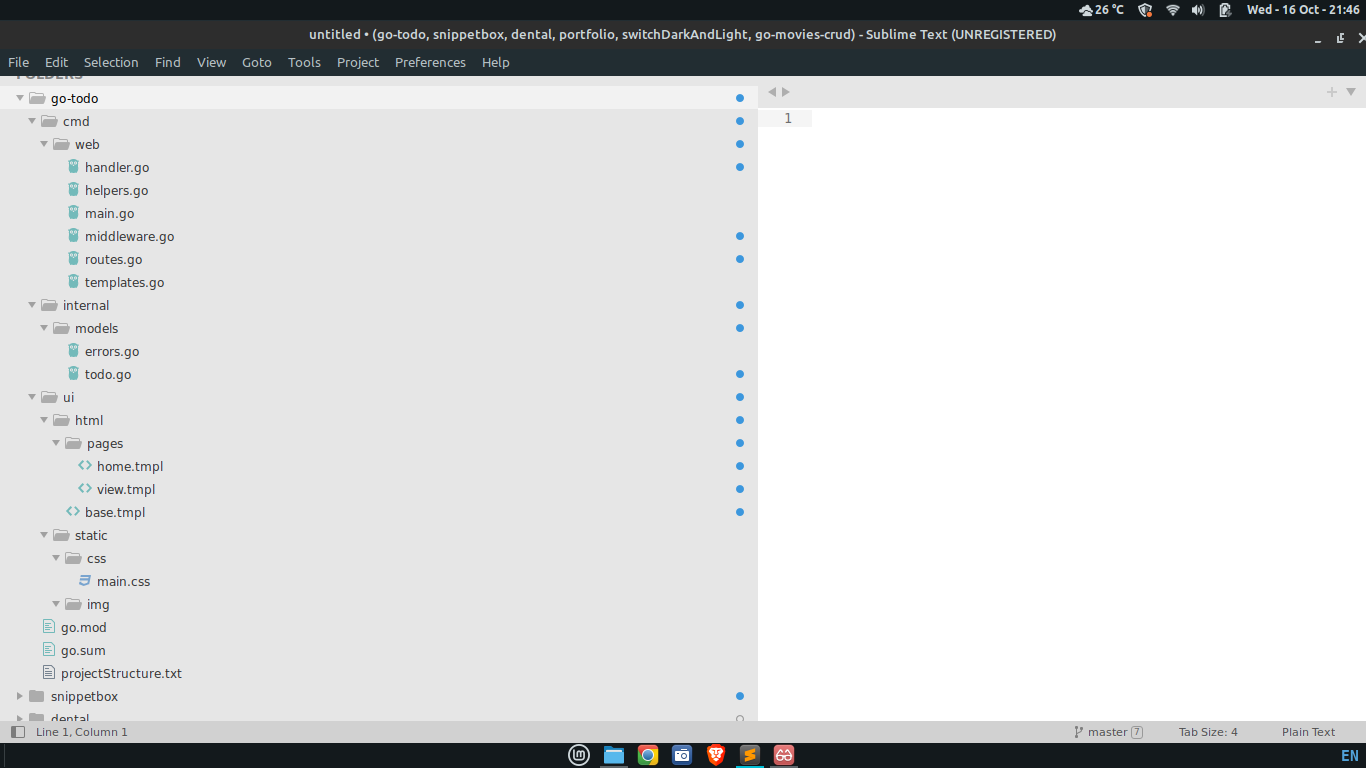 26 °C Wed - 16 Oct - 21:46
untitled • (go-todo, snippetbox, dental, portfolio, switchDarkAndLight, go-movies-crud) - Sublime Text (UNREGISTERED)
File Edit Selection Find View Goto Tools Project Preferences Help
FOLDERS
go-todo
cmd
web
handler.go
helpers.go
main.go
middleware.go
routes.go
templates.go
internal
models
errors.go
todo.go
ui
html
pages
home.tmpl
view.tmpl
base.tmpl
static
css
main.css
img
go.mod
go.sum
projectStructure.txt
snippetbox
dental
1
Line 1, Column 1 master 7 Tab Size: 4 Plain Text
EN